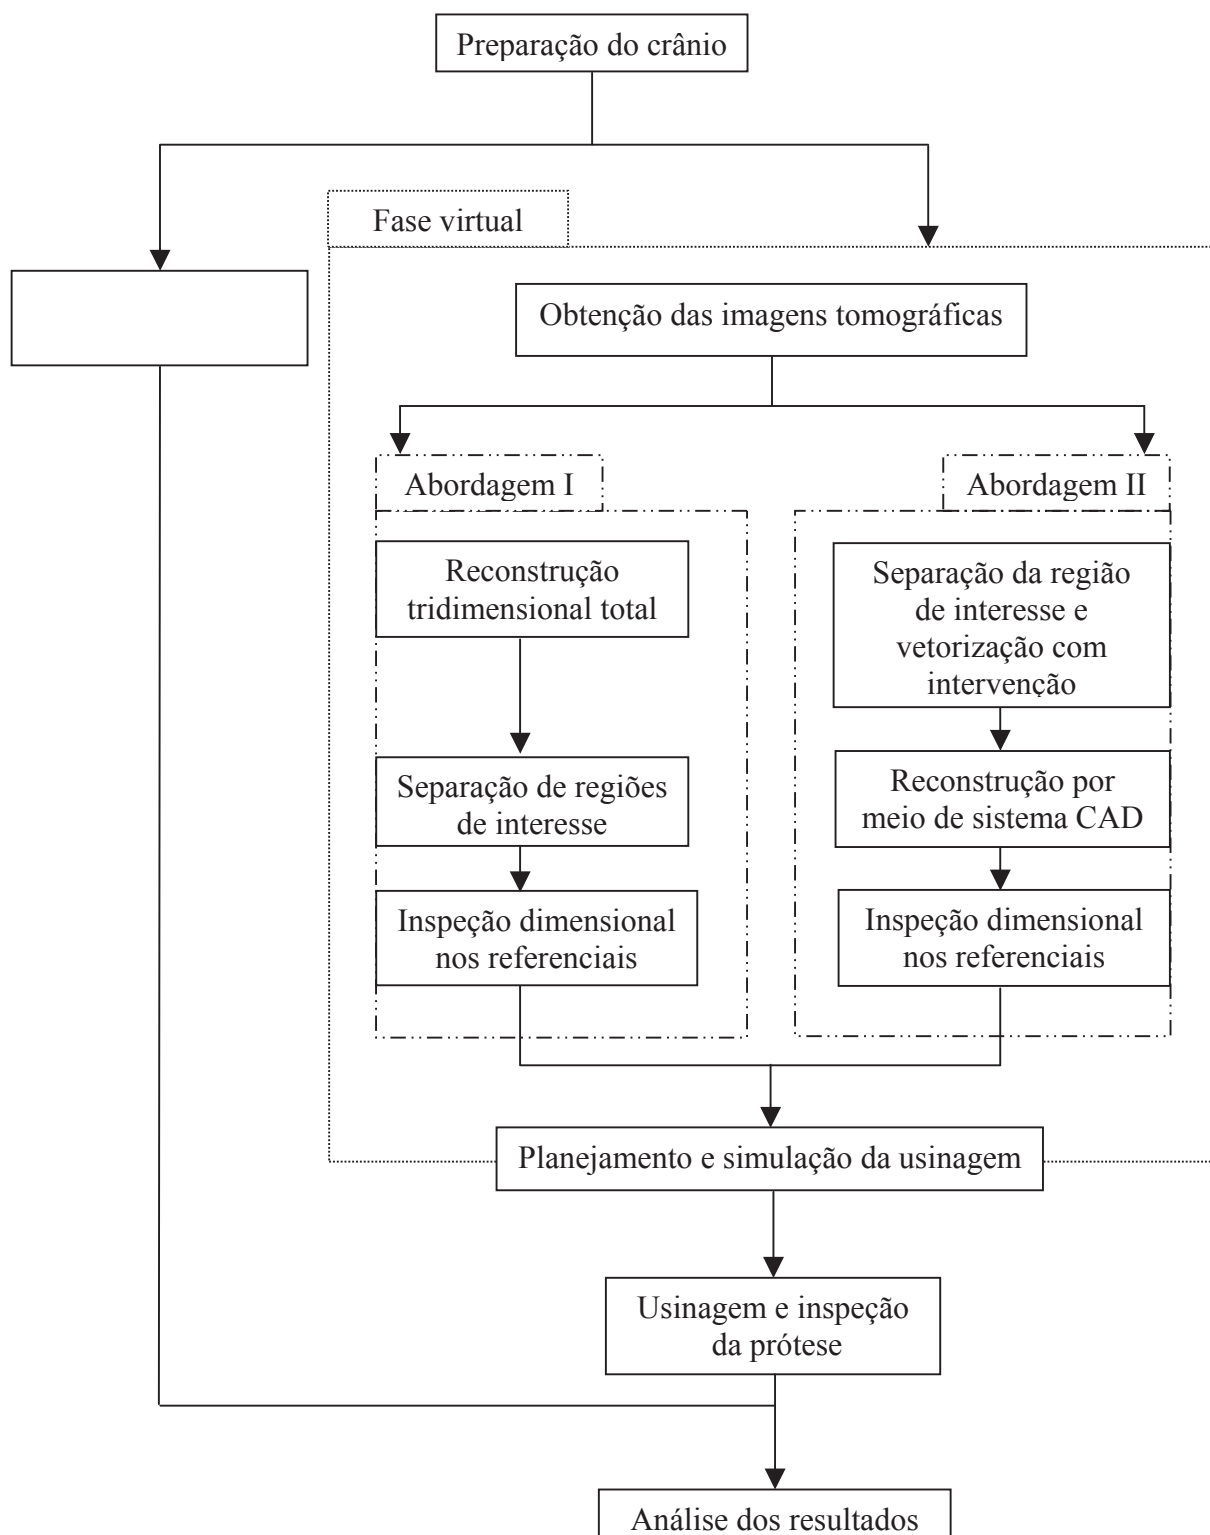 Preparação do crânio
Fase virtual
Obtenção das imagens tomográficas
Abordagem I
Reconstrução
tridimensional total
Separação de regiões
de interesse
Inspeção dimensional
nos referenciais
Abordagem II
Separação da região
de interesse e
vetorização com
intervenção
Reconstrução por
meio de sistema CAD
Inspeção dimensional
nos referenciais
Planejamento e simulação da usinagem
Usinagem e inspeção
da prótese
Análise dos resultados